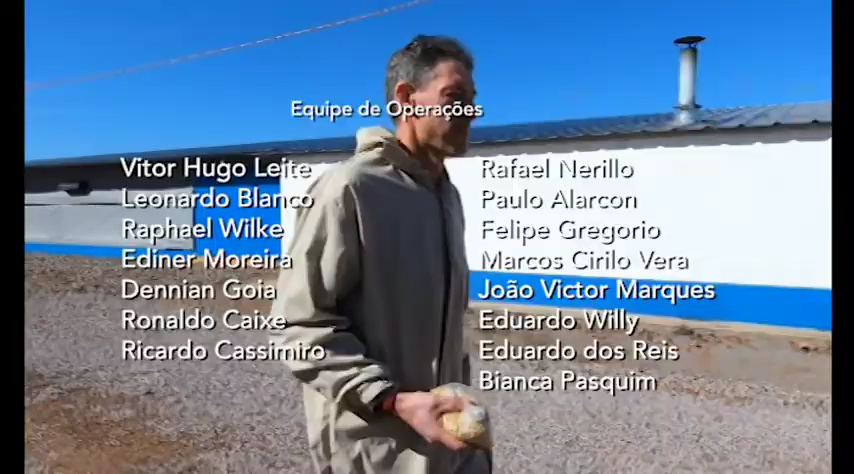 Equipe de Operações
Vitor Hugo Leite
Leonardo Blanco
Raphael Wilke
Ediner Moreira
Dennian Goia
Ronaldo Caixe
Ricardo Cassimiro
Rafael Nerillo
Paulo Alarcon
Felipe Gregorio
Marcos Cirilo Vera
João Victor Marques
Eduardo Willy
Eduardo dos Reis
Bianca Pasquim